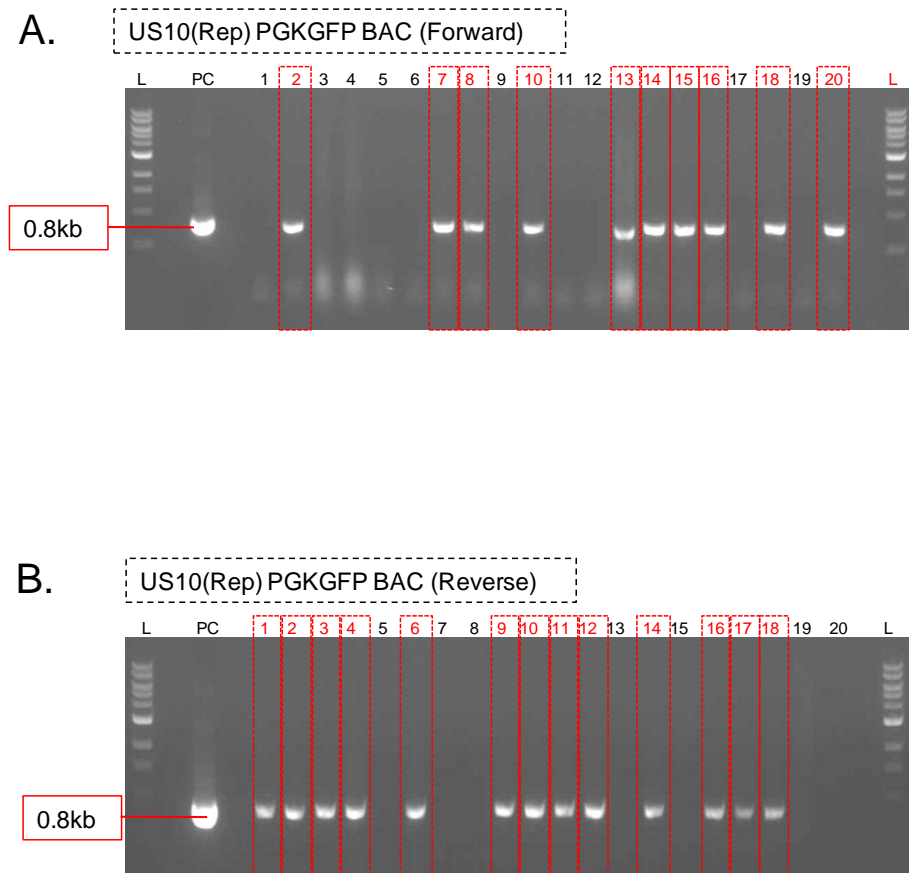 A.
US10(Rep) PGKGFP BAC (Forward)
L PC 1 2 3 4 5 6 7 8 9 10 11 12 13 14 15 16 17 18 19 20 L
0.8kb
B.
US10(Rep) PGKGFP BAC (Reverse)
L PC 1 2 3 4 5 6 7 8 9 10 11 12 13 14 15 16 17 18 19 20 L
0.8kb